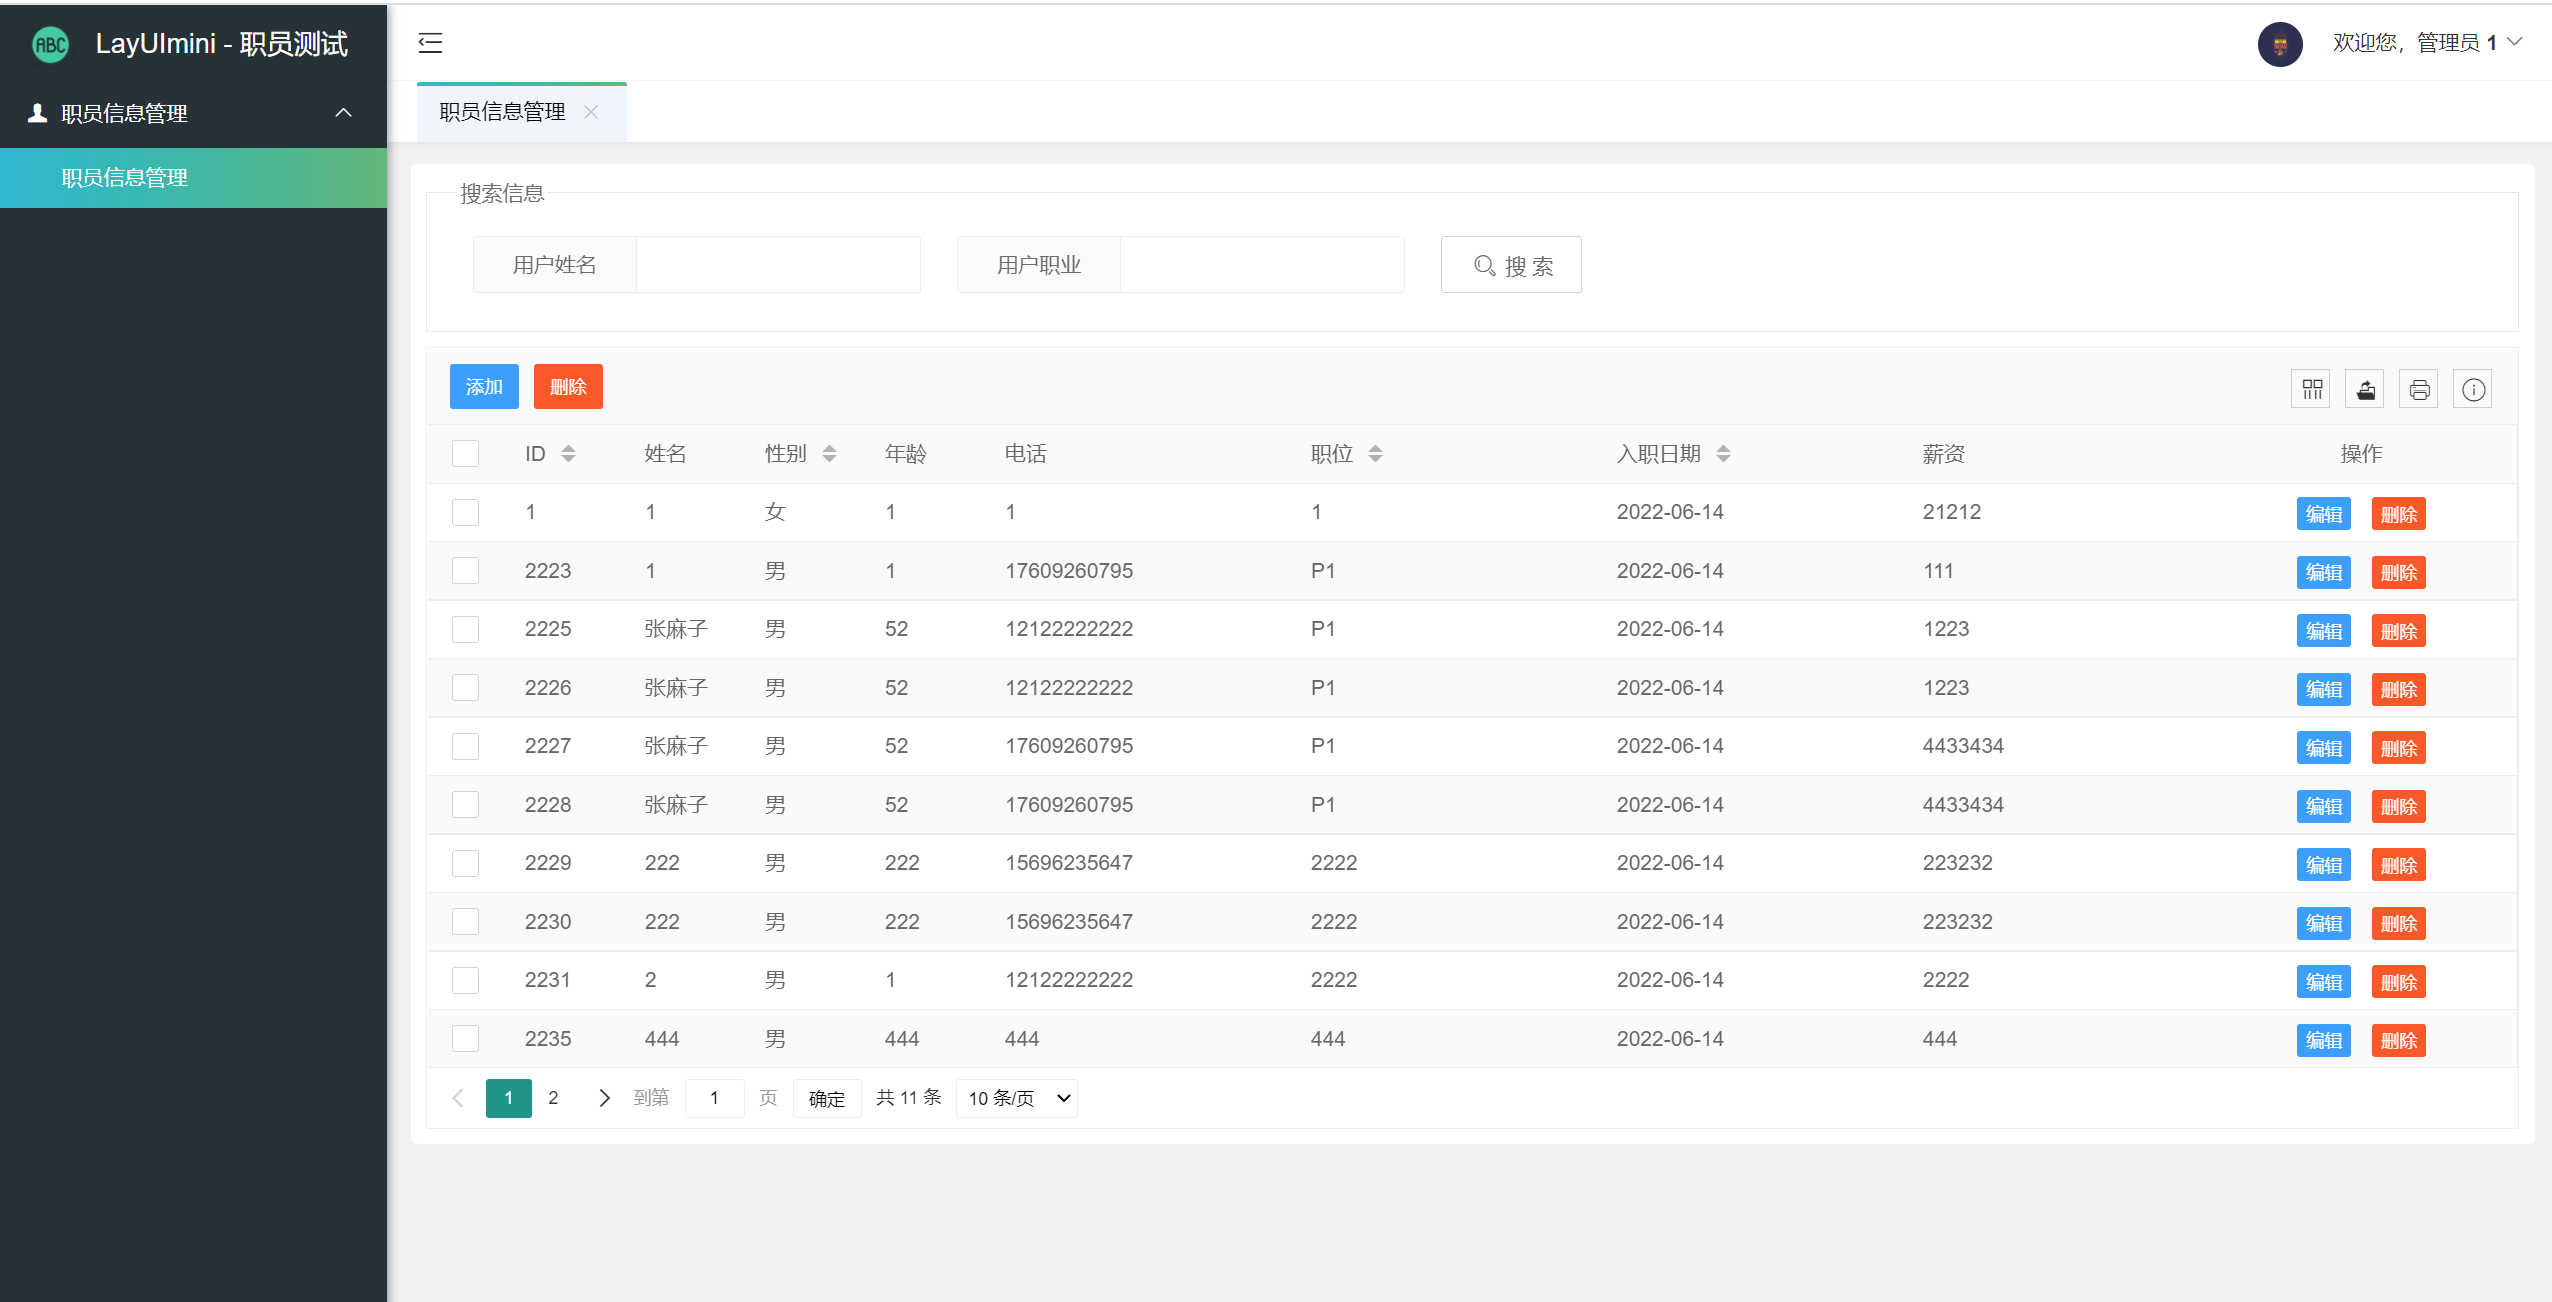 ABC LayUImini - 职员测试
欢迎您，管理员 1
职员信息管理
职员信息管理
职员信息管理
搜索信息
用户姓名 用户职业 搜 索
添加 删除
ID 姓名 性别 年龄 电话 职位 入职日期 薪资 操作
1 1 女 1 1 1 2022-06-14 21212 编辑 删除
2223 1 男 1 17609260795 P1 2022-06-14 111 编辑 删除
2225 张麻子 男 52 12122222222 P1 2022-06-14 1223 编辑 删除
2226 张麻子 男 52 12122222222 P1 2022-06-14 1223 编辑 删除
2227 张麻子 男 52 17609260795 P1 2022-06-14 4433434 编辑 删除
2228 张麻子 男 52 17609260795 P1 2022-06-14 4433434 编辑 删除
2229 222 男 222 15696235647 2222 2022-06-14 223232 编辑 删除
2230 222 男 222 15696235647 2222 2022-06-14 223232 编辑 删除
2231 2 男 1 12122222222 2222 2022-06-14 2222 编辑 删除
2235 444 男 444 444 444 2022-06-14 444 编辑 删除
1 2 到第 1 页 确定 共 11 条 10 条/页